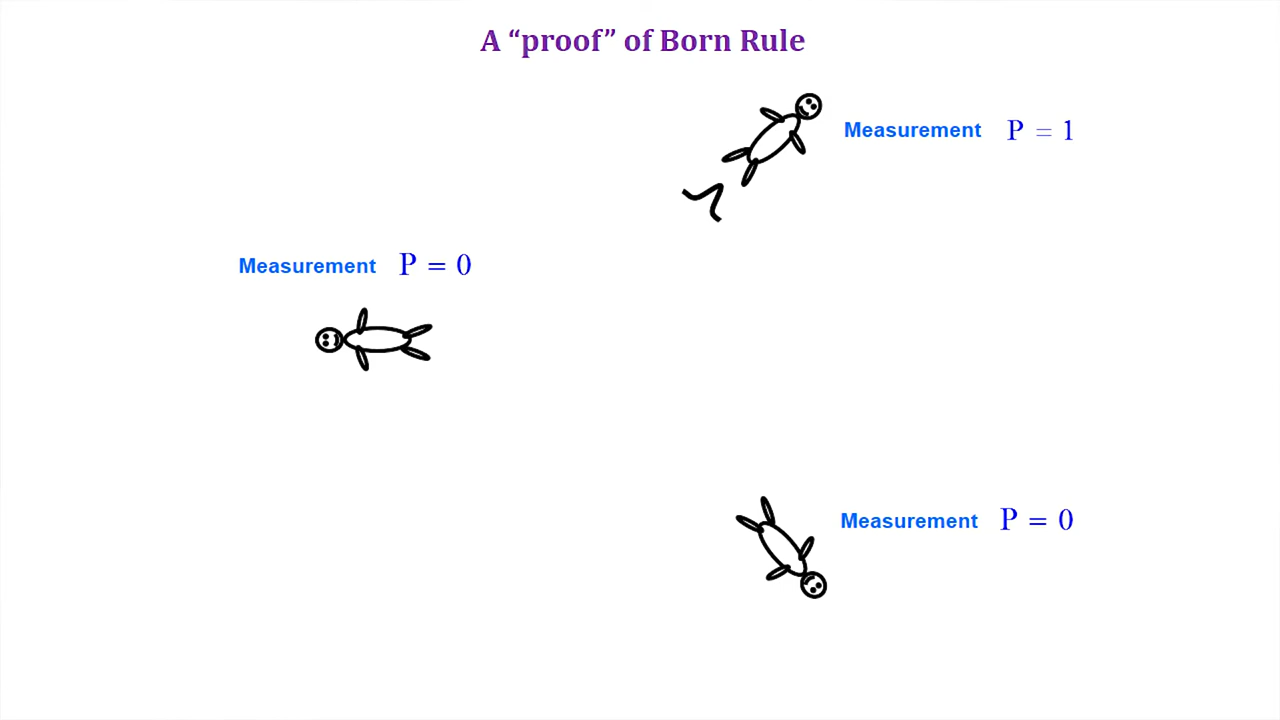 A “proof” of Born Rule
Measurement P = 1
Measurement P = 0
Measurement P = 0